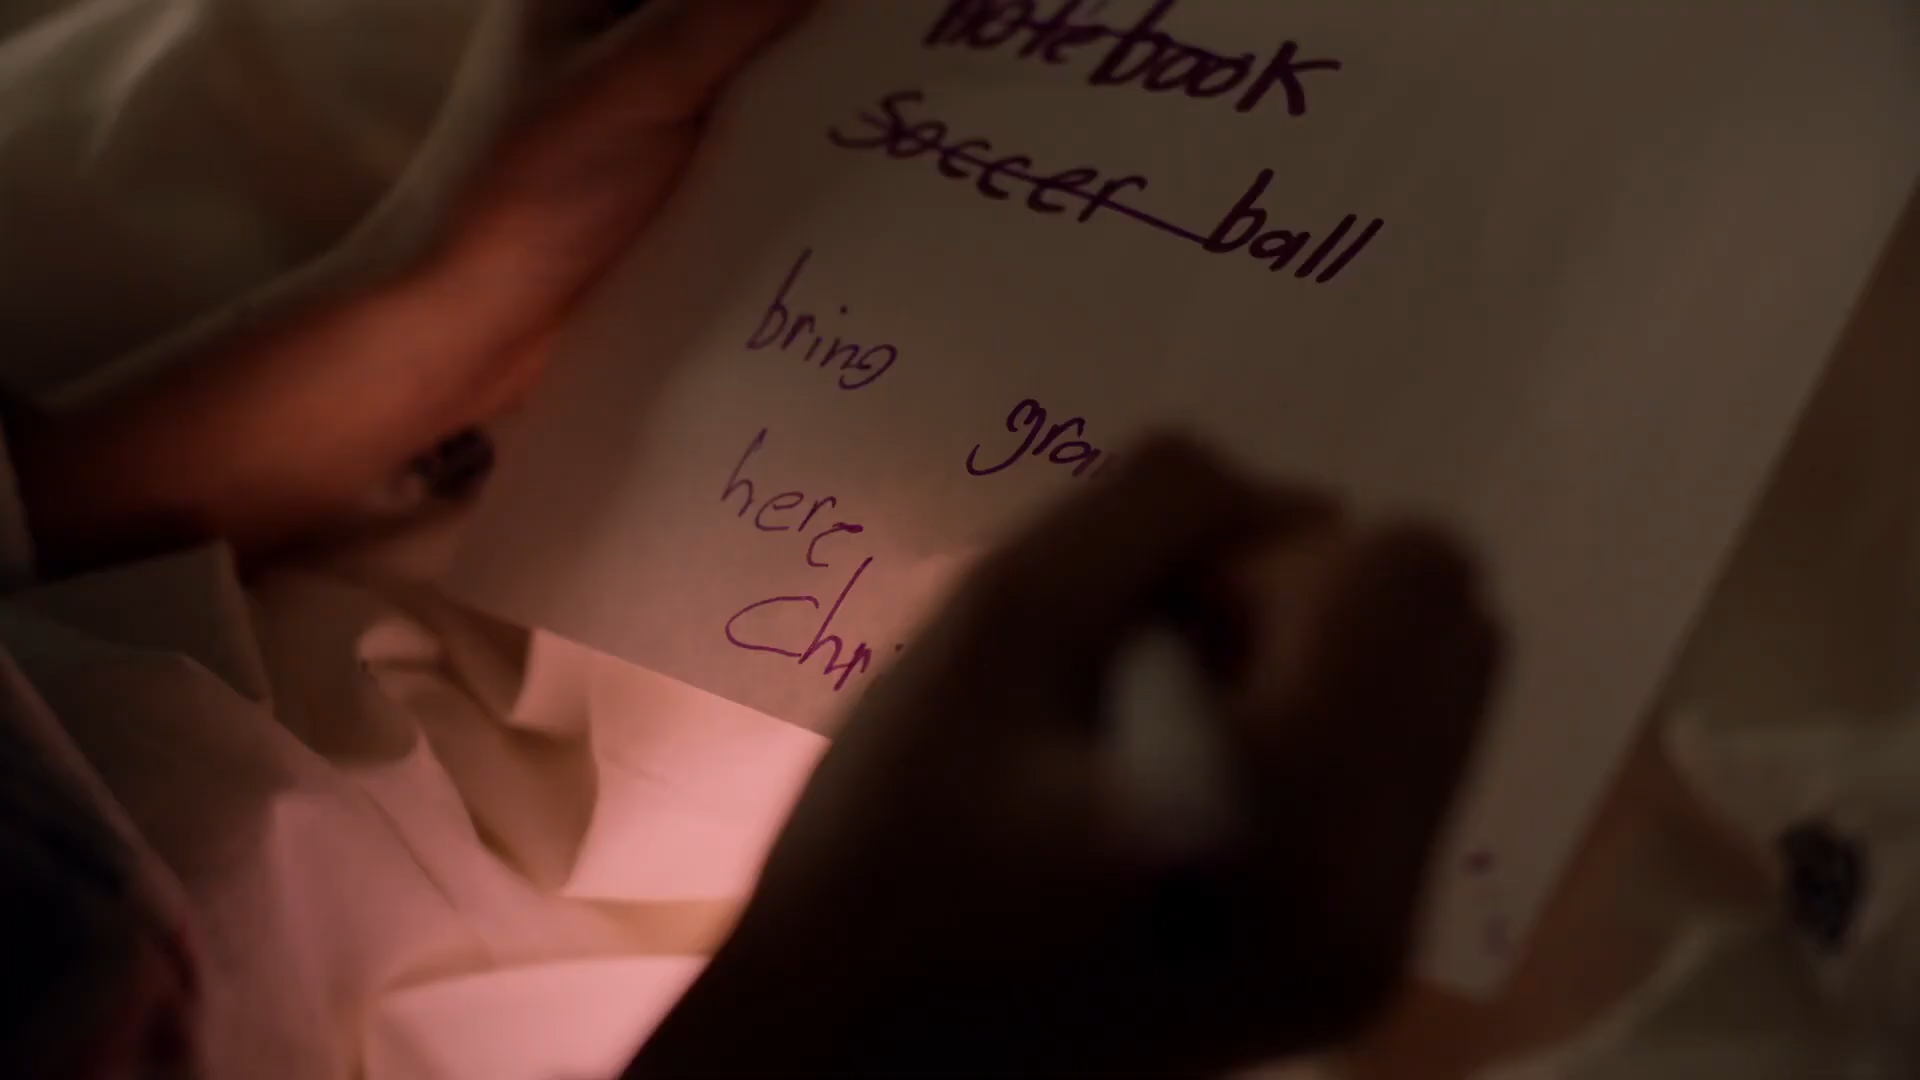 notebook
soccer ball
bring
here